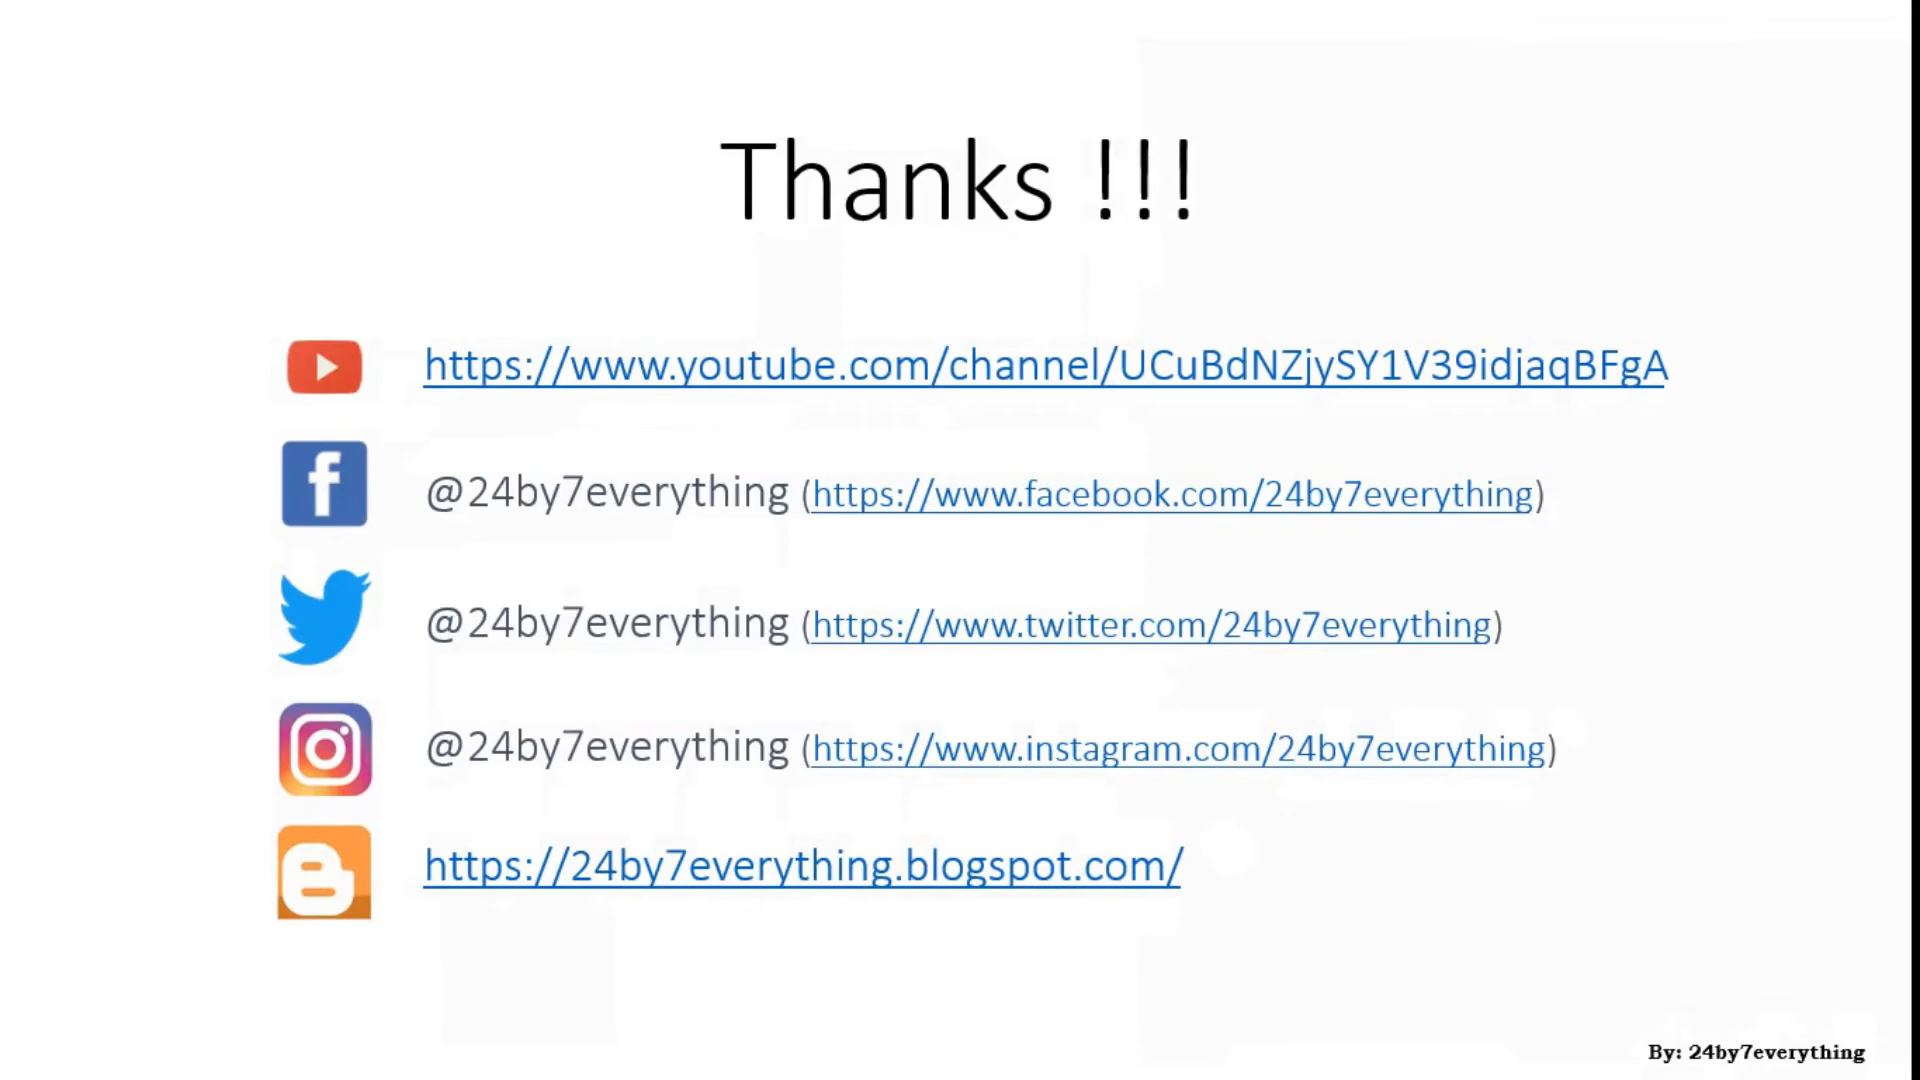 Thanks !!!
https://www.youtube.com/channel/UCuBdNZjySY1V39idjaqBFgA
@24by7everything (https://www.facebook.com/24by7everything)
@24by7everything (https://www.twitter.com/24by7everything)
@24by7everything (https://www.instagram.com/24by7everything)
https://24by7everything.blogspot.com/
By: 24by7everything